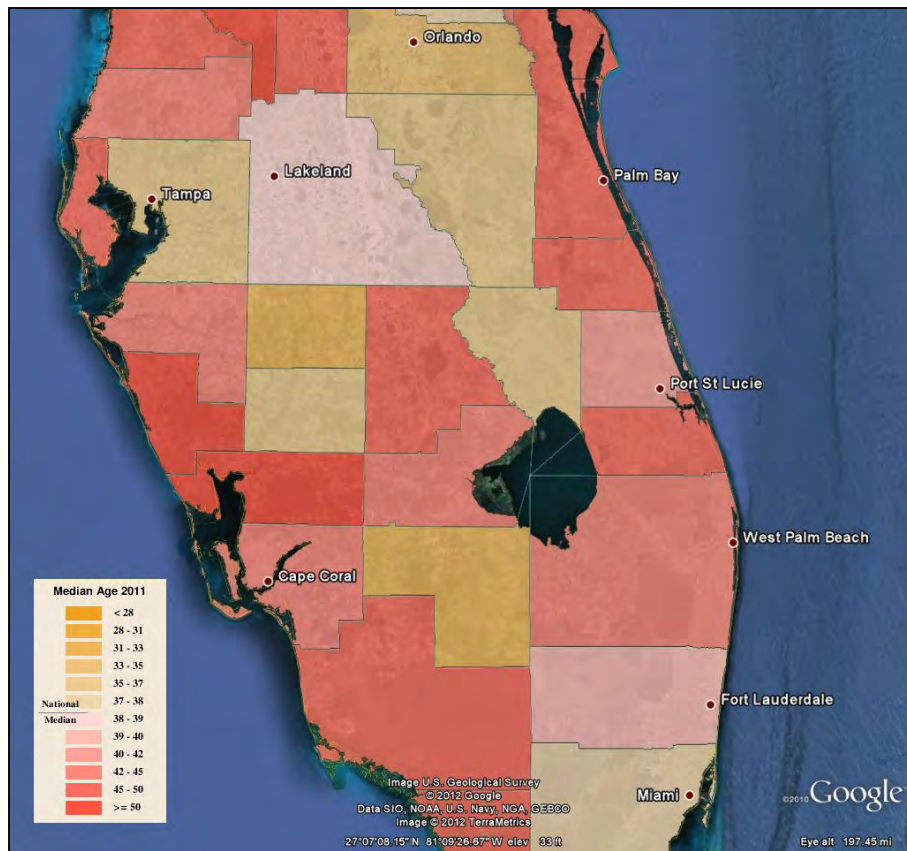 Orlando
Lakeland
Palm Bay
Tampa
Port St Lucie
West Palm Beach
Cape Coral
Median Age 2011
< 28
28 - 31
31 - 33
33 - 35
35 - 37
National
37 - 38
Median
38 - 39
39 - 40
40 - 42
42 - 45
45 - 50
>= 50
Fort Lauderdale
Miami
Image U.S. Geological Survey
© 2012 Google
Data SIO, NOAA, U.S. Navy, NGA, GEBCO
Image © 2012 TerraMetrics
©2010 Google
27°07'08.15" N 81°09'26.67" W elev 33 ft
Eye alt 197.45 mi